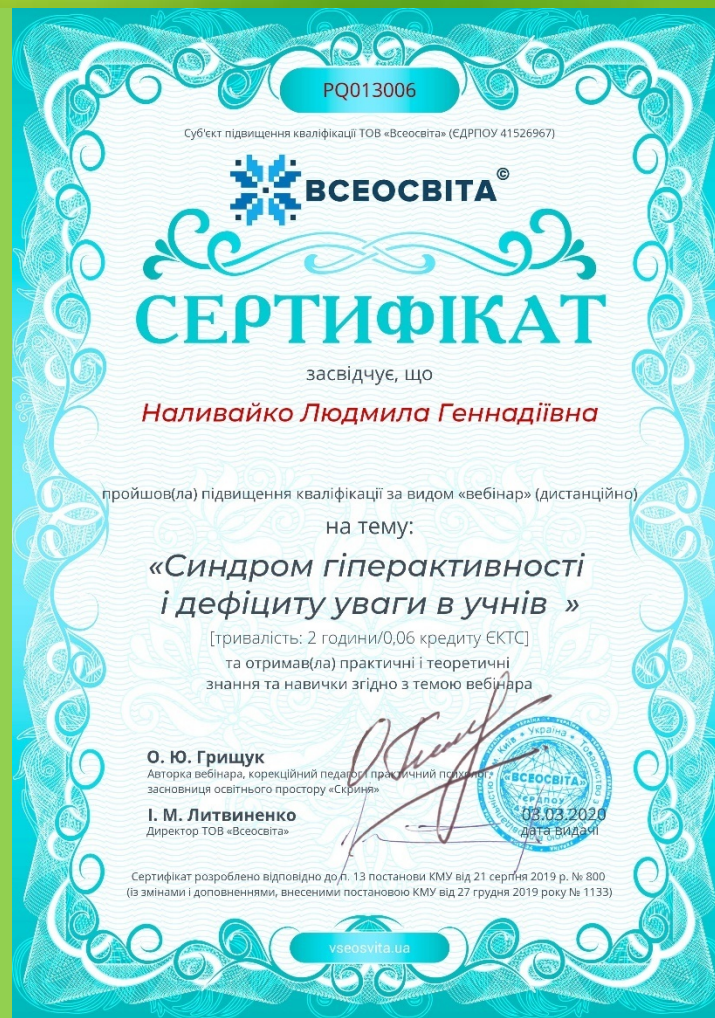 PQ013006
Суб'єкт підвищення кваліфікації ТОВ «Всеосвіта» (ЄДРПОУ 41526967)
ВСЕОСВІТА©
СЕРТИФІКАТ
засвідчує, що
Наливайко Людмила Геннадіївна
пройшов(ла) підвищення кваліфікації за видом «вебінар» (дистанційно)
на тему:
«Синдром гіперактивності
і дефіциту уваги в учнів »
[тривалість: 2 години/0,06 кредиту ЄКТС]
та отримав(ла) практичні і теоретичні
знання та навички згідно з темою вебінара
О. Ю. Грищук
Авторка вебінара, корекційний педагог і практичний психолог,
засновниця освітнього простору «Скриня»
І. М. Литвиненко
Директор ТОВ «Всеосвіта»
Україна
Київ
«ВСЕОСВІТА»
03.03.2020
дата видачі
Сертифікат розроблено відповідно до п. 13 постанови КМУ від 21 серпня 2019 р. № 800
(із змінами і доповненнями, внесеними постановою КМУ від 27 грудня 2019 року № 1133)
vseosvita.ua